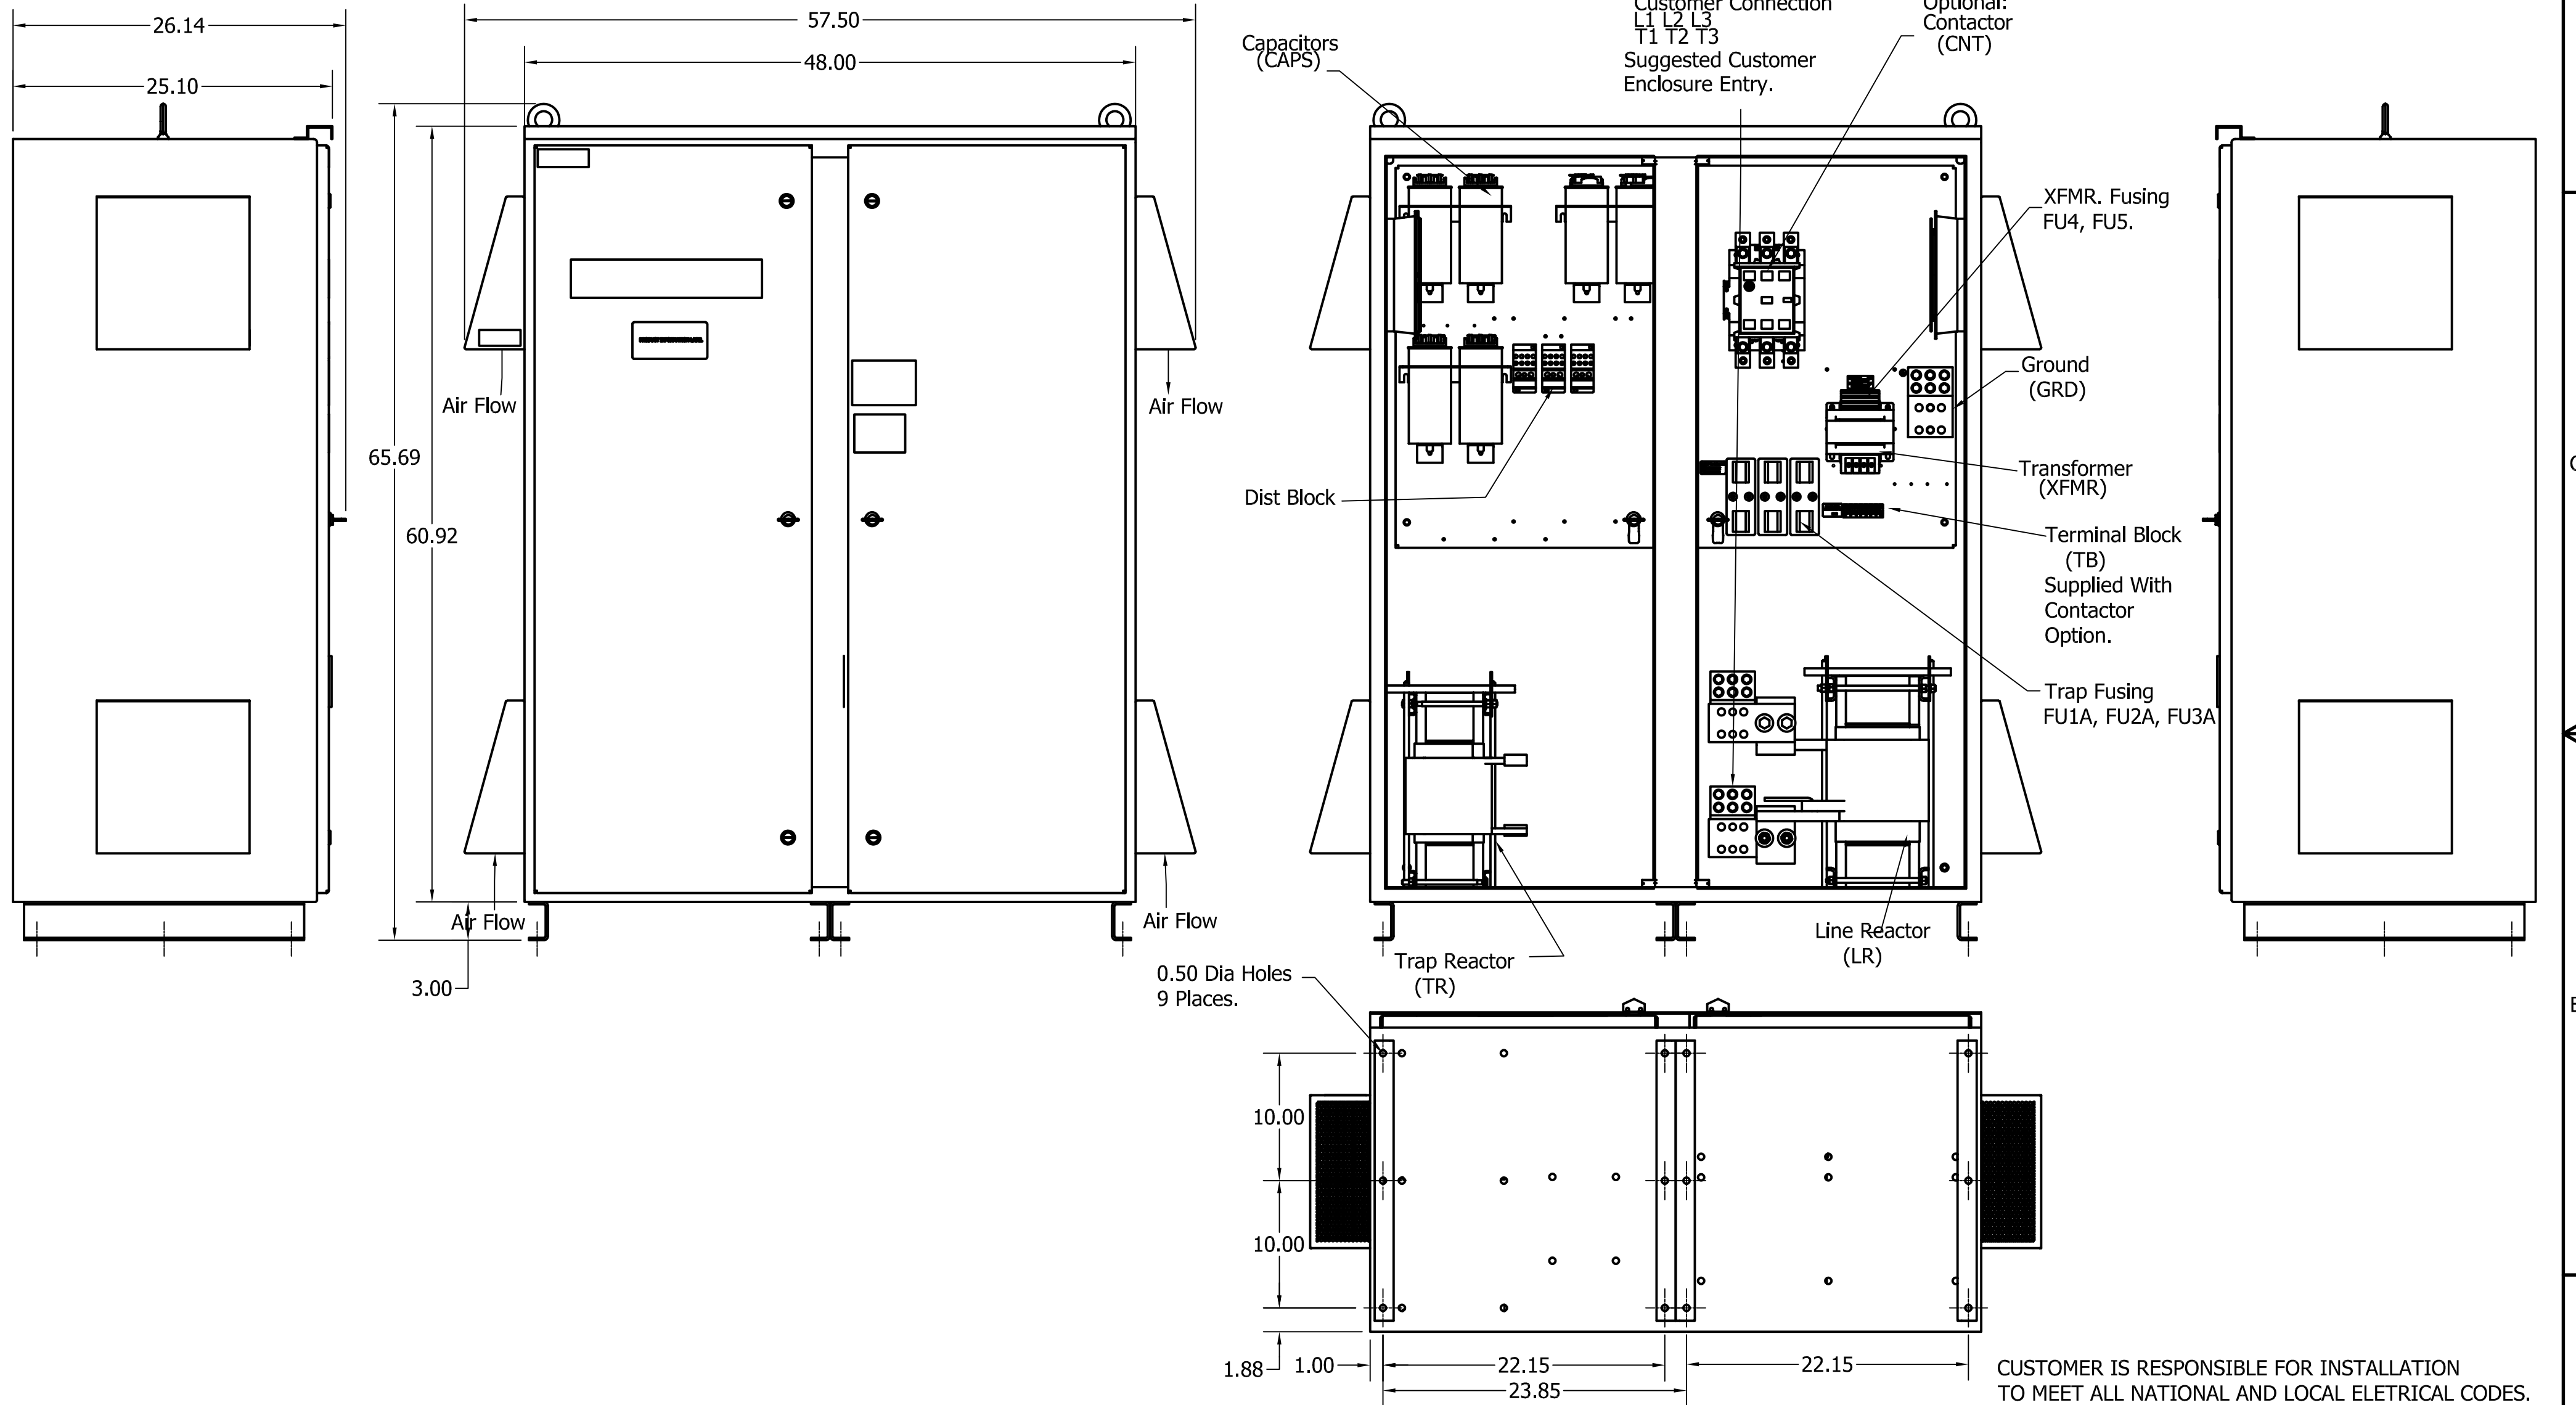 26.14
25.10
57.50
48.00
65.69
60.92
3.00
Air Flow
Air Flow
Air Flow
Air Flow
Capacitors
(CAPS)
Customer Connection
L1 L2 L3
T1 T2 T3
Suggested Customer
Enclosure Entry.
Optional:
Contactor
(CNT)
XFMR. Fusing
FU4, FU5.
Ground
(GRD)
Dist Block
Transformer
(XFMR)
Terminal Block
(TB)
Supplied With
Contactor
Option.
Trap Fusing
FU1A, FU2A, FU3A
Trap Reactor
(TR)
Line Reactor
(LR)
0.50 Dia Holes
9 Places.
10.00
10.00
1.88
1.00
22.15
22.15
23.85
CUSTOMER IS RESPONSIBLE FOR INSTALLATION
TO MEET ALL NATIONAL AND LOCAL ELETRICAL CODES.